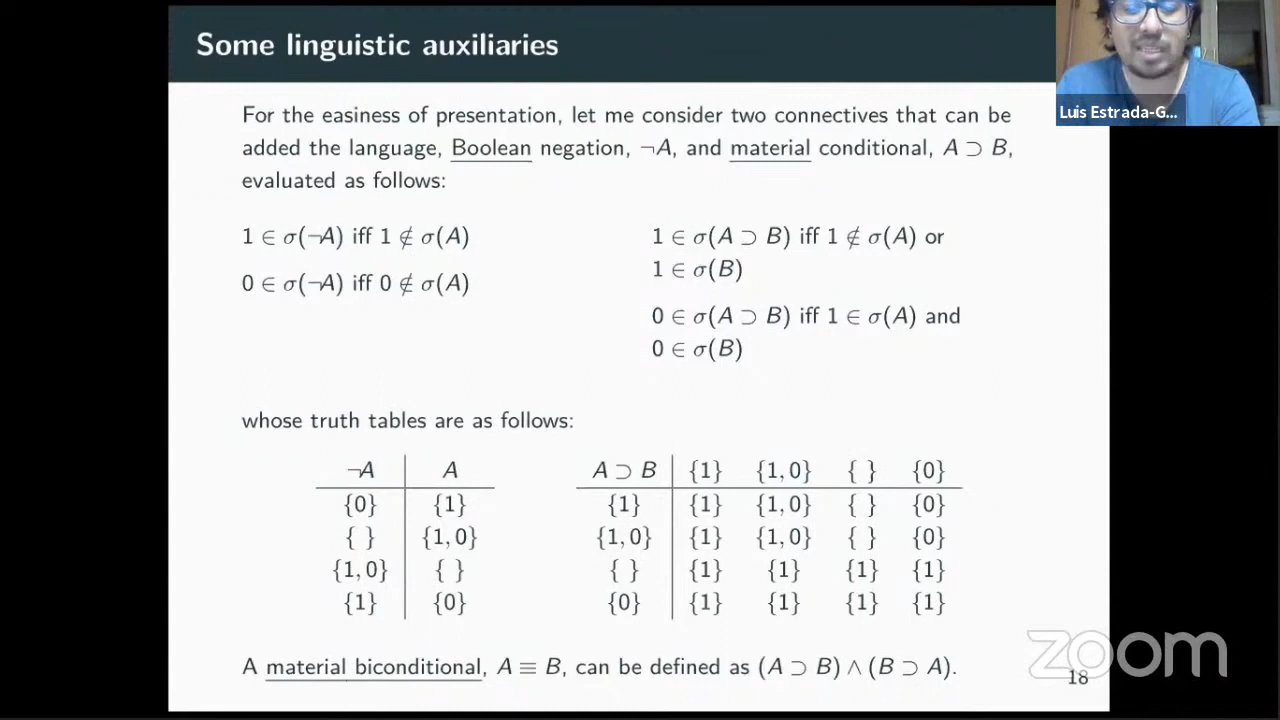 Some linguistic auxiliaries
Luis Estrada-G...
For the easiness of presentation, let me consider two connectives that can be
added the language, Boolean negation, ¬A, and material conditional, A ⊃ B,
evaluated as follows:
1 ∈ σ(¬A) iff 1 ∉ σ(A)
0 ∈ σ(¬A) iff 0 ∉ σ(A)
1 ∈ σ(A ⊃ B) iff 1 ∉ σ(A) or
1 ∈ σ(B)
0 ∈ σ(A ⊃ B) iff 1 ∈ σ(A) and
0 ∈ σ(B)
whose truth tables are as follows:
¬A A
{0} {1}
{ } {1, 0}
{1, 0} { }
{1} {0}
A ⊃ B {1} {1, 0} { } {0}
{1} {1} {1, 0} { } {0}
{1, 0} {1} {1, 0} { } {0}
{ } {1} {1} {1} {1}
{0} {1} {1} {1} {1}
A material biconditional, A ≡ B, can be defined as (A ⊃ B) ∧ (B ⊃ A).
zoom
18